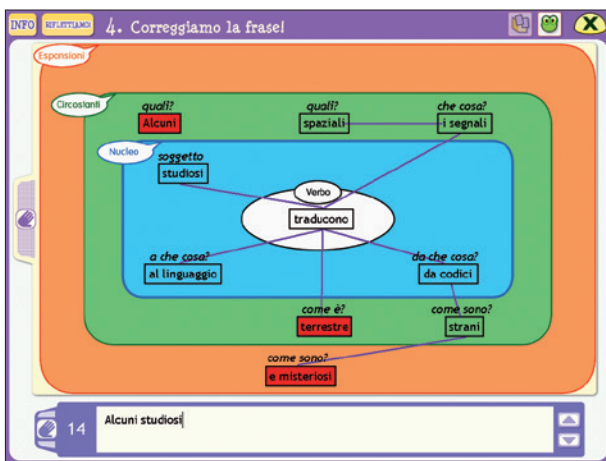 INFO RIFLETTIAMO 4. Correggiamo la frase!
Espansioni
Circostanti
quali? quali? che cosa?
Alcuni spaziali i segnali
Nucleo
soggetto
studiosi
Verbo
traducono
a che cosa? da che cosa?
al linguaggio da codici
come è? come sono?
terrestre strani
come sono?
e misteriosi
14 Alcuni studiosi